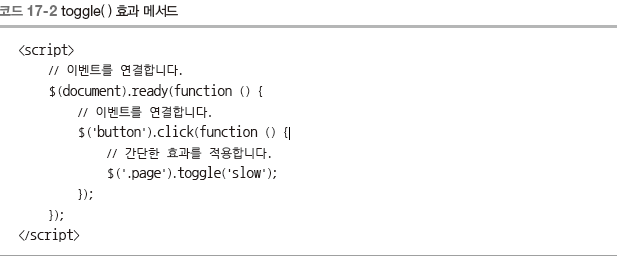 코드 17-2 toggle( ) 효과 메서드
<script>
    // 이벤트를 연결합니다.
    $(document).ready(function () {
        // 이벤트를 연결합니다.
        $('button').click(function () {
            // 간단한 효과를 적용합니다.
            $('.page').toggle('slow');
        });
    });
</script>